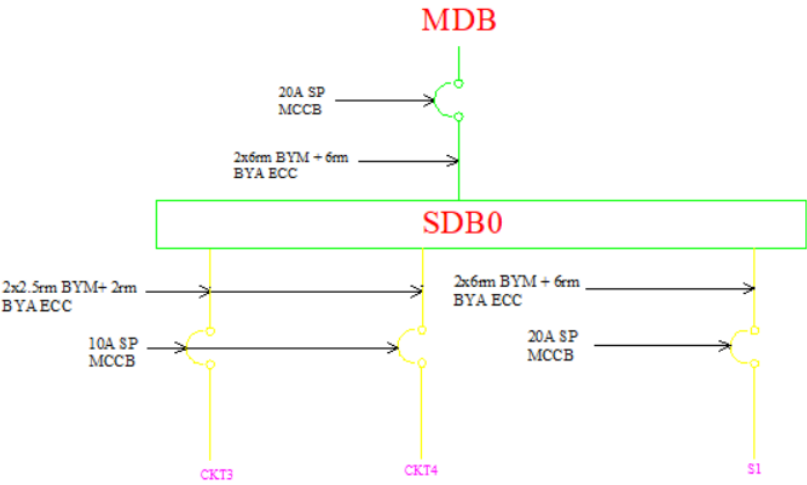 MDB
20A SP
MCCB
2x6rm BYM + 6rm
BYA ECC
SDB0
2x2.5rm BYM+ 2rm
BYA ECC
2x6rm BYM + 6rm
BYA ECC
10A SP
MCCB
20A SP
MCCB
CKT3
CKT4
S1